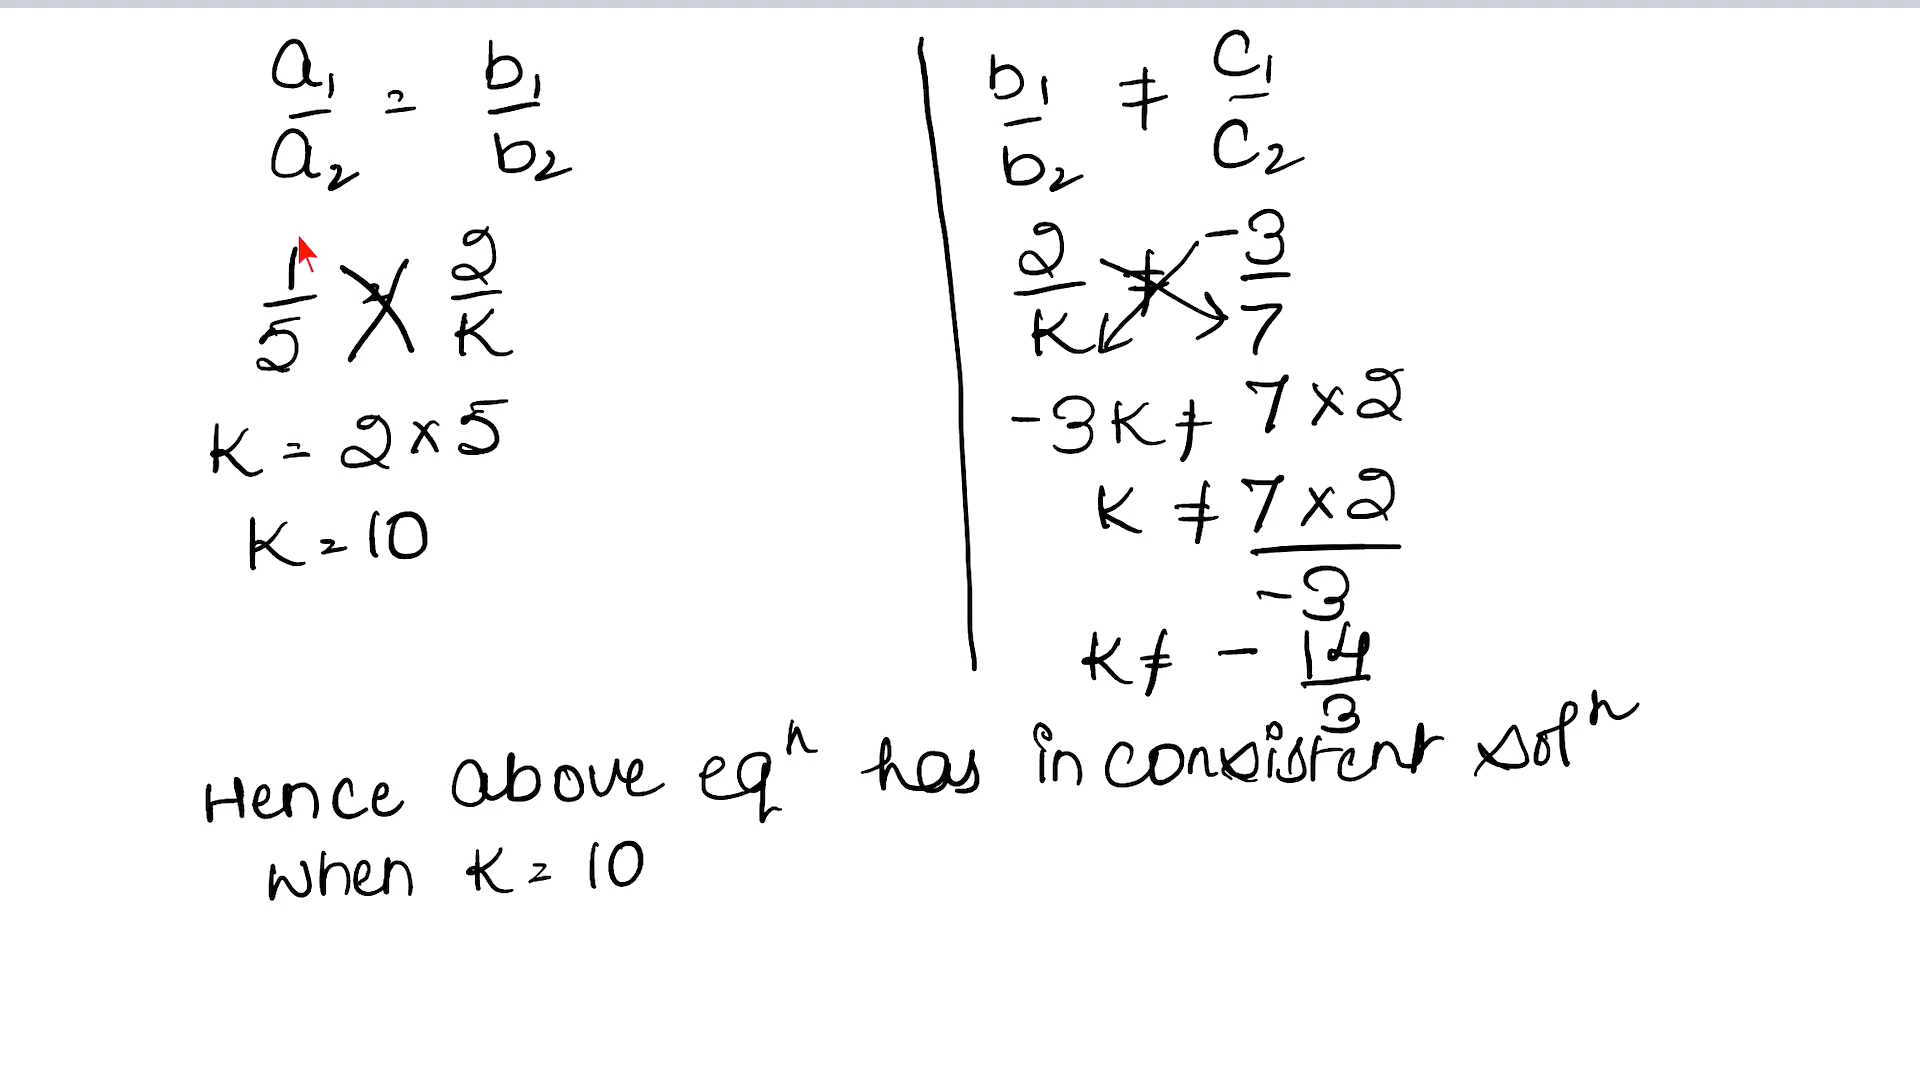 a₁/a₂ = b₁/b₂
1/5 = 2/K
K = 2 × 5
K = 10
b₁/b₂ ≠ C₁/C₂
2/K ≠ -3/7
-3K ≠ 7 × 2
K ≠ 7 × 2/-3
K ≠ - 14/3
Hence above eqⁿ has inconsistent solⁿ
when K = 10